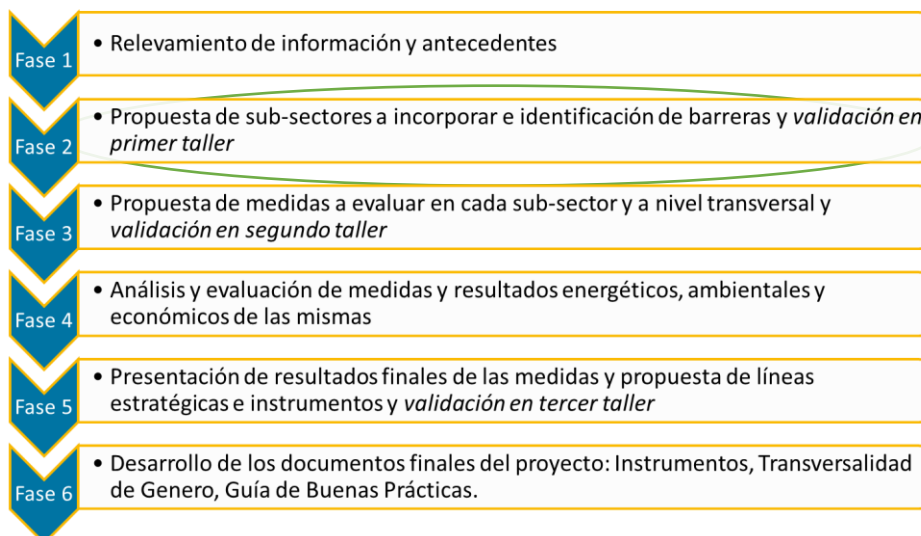 Fase 1
• Relevamiento de información y antecedentes
Fase 2
• Propuesta de sub-sectores a incorporar e identificación de barreras y validación en
primer taller
Fase 3
• Propuesta de medidas a evaluar en cada sub-sector y a nivel transversal y
validación en segundo taller
Fase 4
• Análisis y evaluación de medidas y resultados energéticos, ambientales y
económicos de las mismas
Fase 5
• Presentación de resultados finales de las medidas y propuesta de líneas
estratégicas e instrumentos y validación en tercer taller
Fase 6
• Desarrollo de los documentos finales del proyecto: Instrumentos, Transversalidad
de Genero, Guía de Buenas Prácticas.